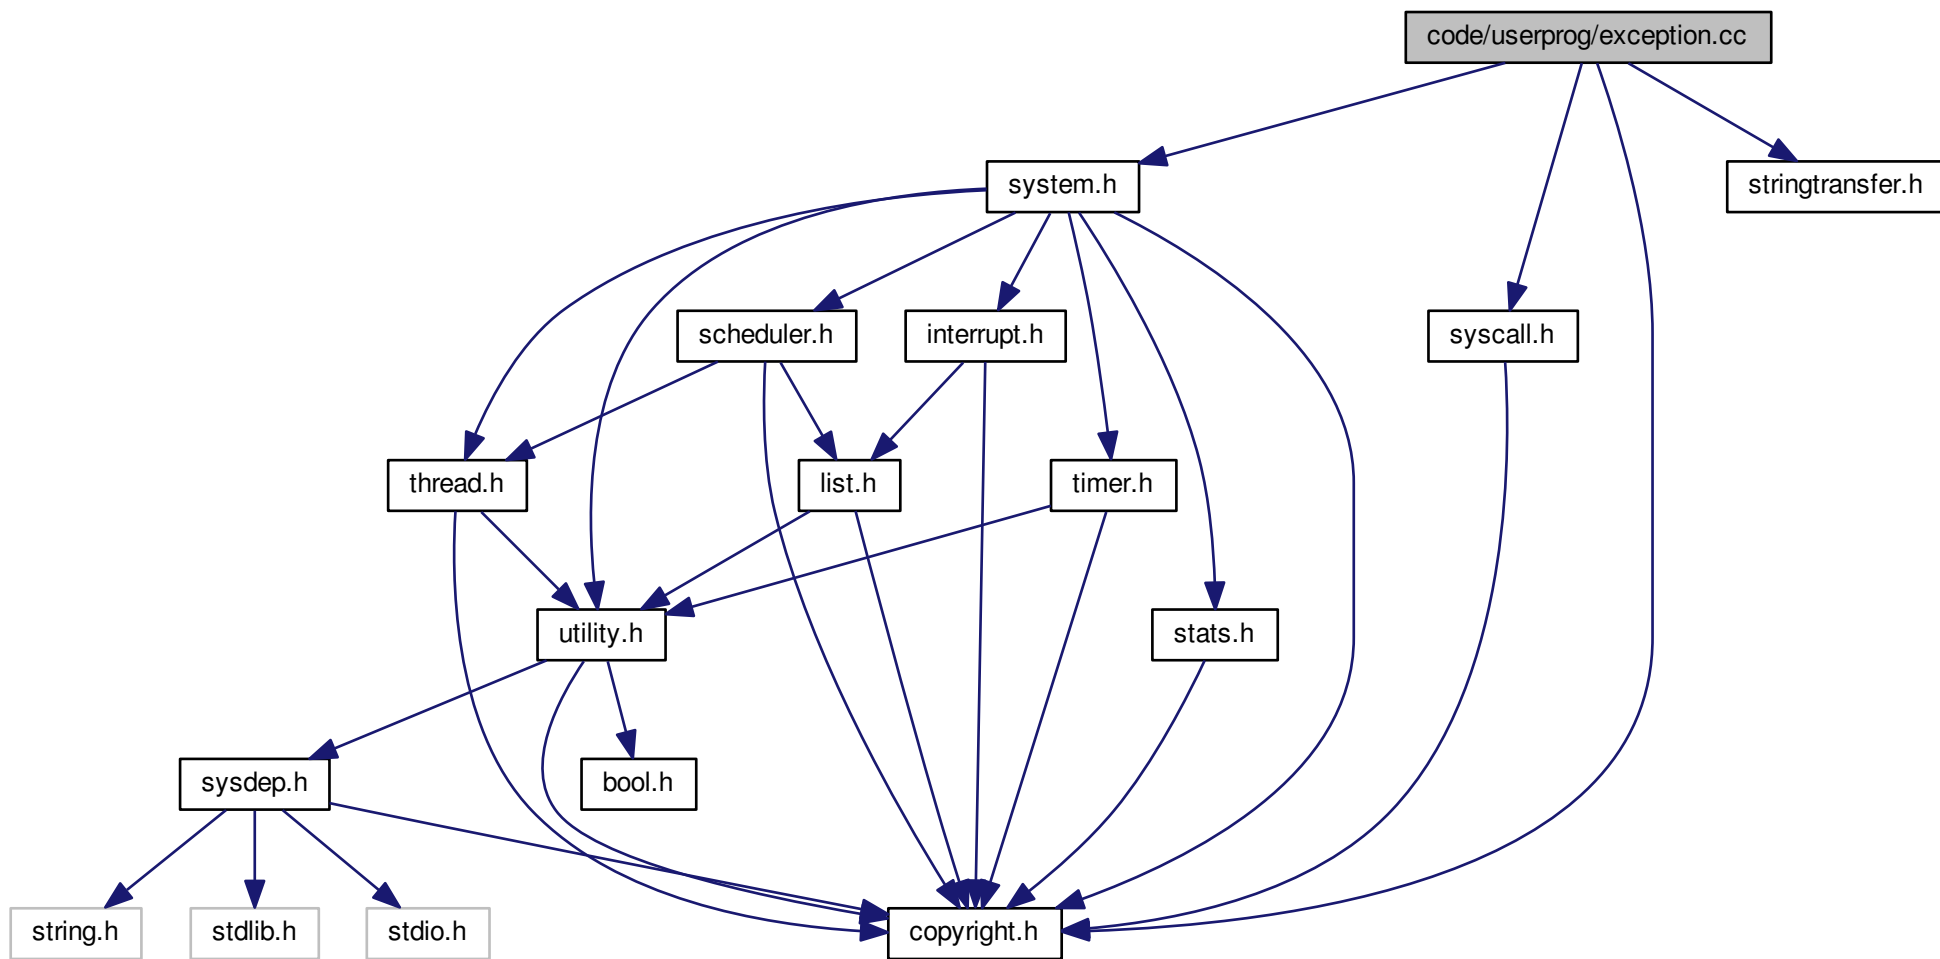 code/userprog/exception.cc
system.h
stringtransfer.h
scheduler.h
interrupt.h
syscall.h
thread.h
list.h
timer.h
utility.h
stats.h
sysdep.h
bool.h
string.h
stdlib.h
stdio.h
copyright.h